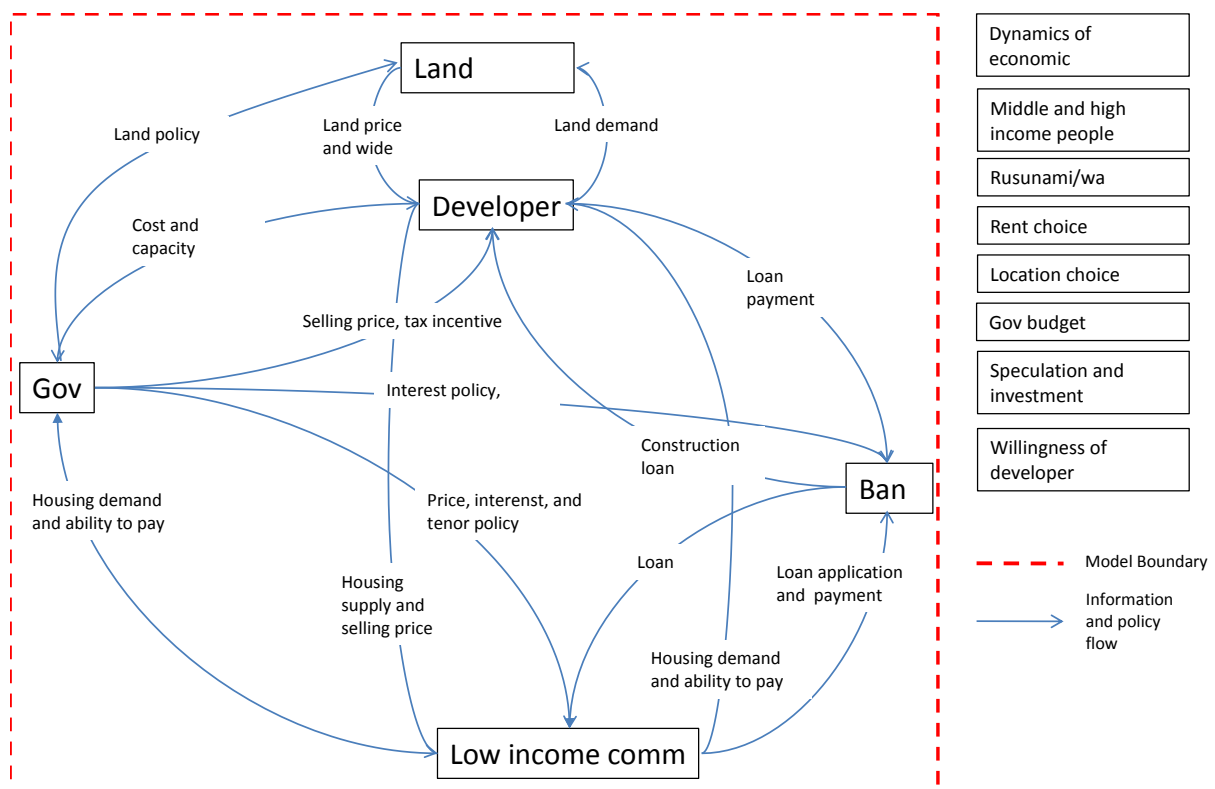 Land
Land policy
Land price
and wide
Land demand
Developer
Cost and
capacity
Loan
payment
Selling price, tax incentive
Gov
Interest policy,
Construction
loan
Ban
Housing demand
and ability to pay
Price, interenst, and
tenor policy
Loan
Loan application
and payment
Housing
supply and
selling price
Housing demand
and ability to pay
Low income comm
Dynamics of
economic
Middle and high
income people
Rusunami/wa
Rent choice
Location choice
Gov budget
Speculation and
investment
Willingness of
developer
Model Boundary
Information
and policy
flow